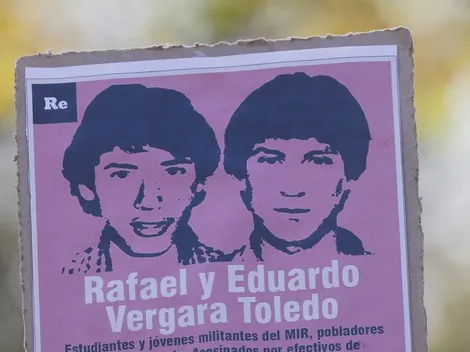 Re
Rafael y Eduardo
Vergara Toledo
Estudiantes y jóvenes militantes del MIR, pobladores
Asesinados por efectivos de